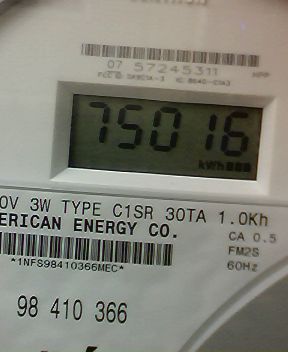 07 57245311
75016
kWh
0V 3W TYPE C1SR 30TA 1.0Kh
ERICAN ENERGY CO.
CA 0.5
FM2S
*1NFS98410366MEC*
60Hz
98 410 366